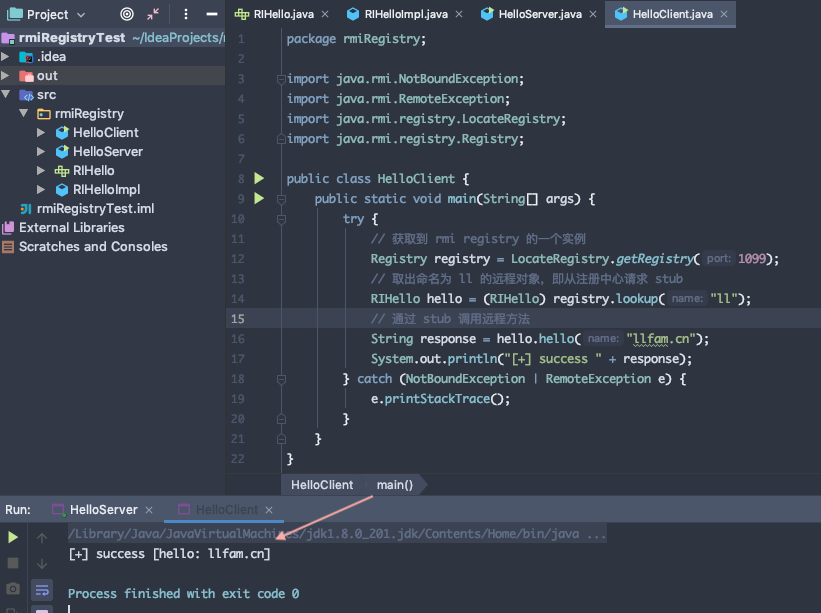 Project
RIHello.java
RIHelloImpl.java
HelloServer.java
HelloClient.java
rmiRegistryTest ~/IdeaProjects/
.idea
out
src
rmiRegistry
HelloClient
HelloServer
RIHello
RIHelloImpl
rmiRegistryTest.iml
External Libraries
Scratches and Consoles
1 package rmiRegistry;
2
3 import java.rmi.NotBoundException;
4 import java.rmi.RemoteException;
5 import java.rmi.registry.LocateRegistry;
6 import java.rmi.registry.Registry;
7
8 public class HelloClient {
9 public static void main(String[] args) {
10 try {
11 // 获取到 rmi registry 的一个实例
12 Registry registry = LocateRegistry.getRegistry( port: 1099);
13 // 取出命名为 ll 的远程对象，即从注册中心请求 stub
14 RIHello hello = (RIHello) registry.lookup( name: "ll");
15 // 通过 stub 调用远程方法
16 String response = hello.hello( name: "llfam.cn");
17 System.out.println("[+] success " + response);
18 } catch (NotBoundException | RemoteException e) {
19 e.printStackTrace();
20 }
21 }
22 }
HelloClient main()
Run: HelloServer HelloClient
/Library/Java/JavaVirtualMachines/jdk1.8.0_201.jdk/Contents/Home/bin/java ...
[+] success [hello: llfam.cn]
Process finished with exit code 0